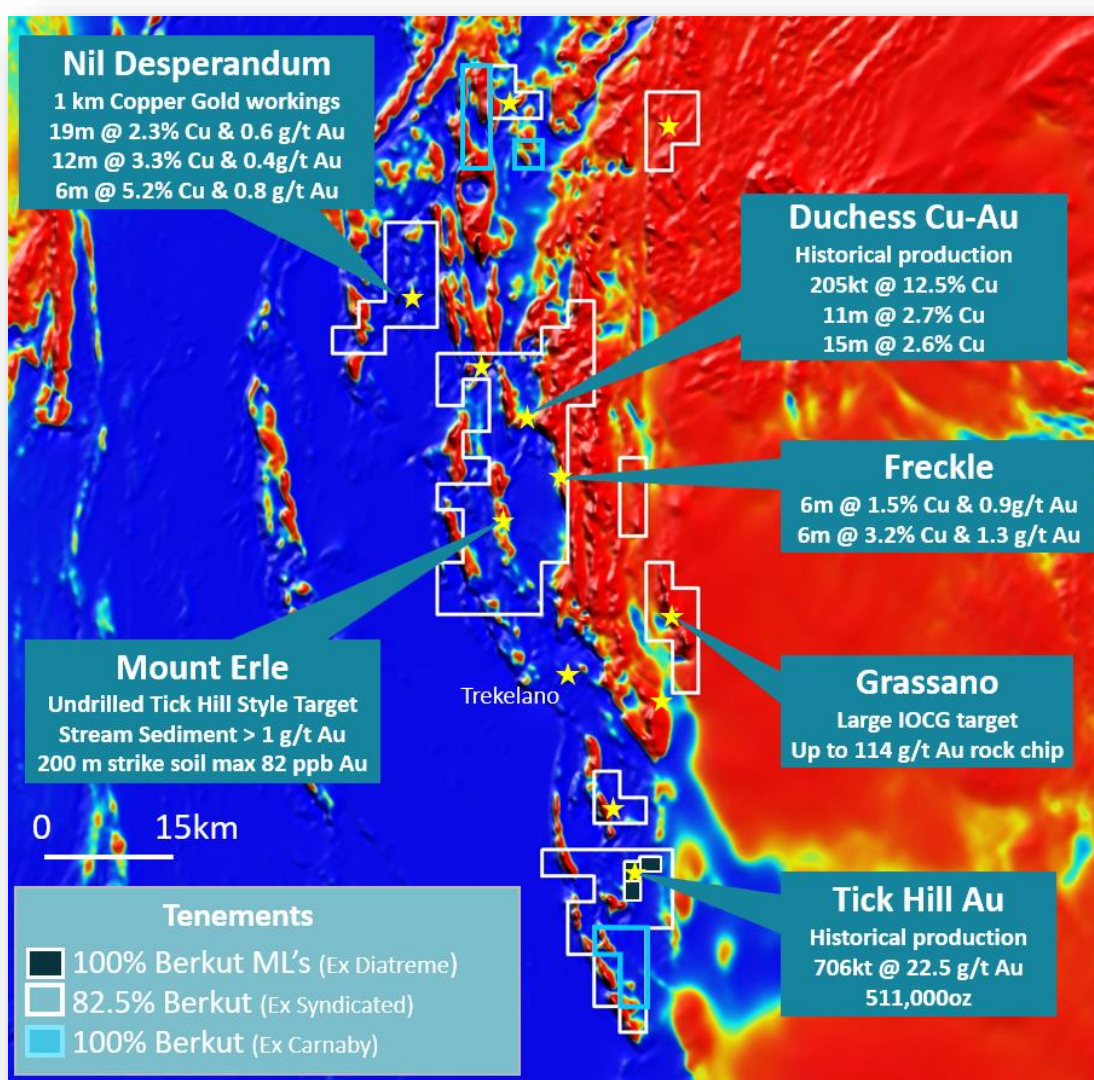 Nil Desperandum
1 km Copper Gold workings
19m @ 2.3% Cu & 0.6 g/t Au
12m @ 3.3% Cu & 0.4g/t Au
6m @ 5.2% Cu & 0.8 g/t Au
Duchess Cu-Au
Historical production
205kt @ 12.5% Cu
11m @ 2.7% Cu
15m @ 2.6% Cu
Freckle
6m @ 1.5% Cu & 0.9g/t Au
6m @ 3.2% Cu & 1.3 g/t Au
Mount Erle
Undrilled Tick Hill Style Target
Stream Sediment > 1 g/t Au
200 m strike soil max 82 ppb Au
Trekelano
Grassano
Large IOCG target
Up to 114 g/t Au rock chip
0 15km
Tick Hill Au
Historical production
706kt @ 22.5 g/t Au
511,000oz
Tenements
100% Berkut ML's (Ex Diatreme)
82.5% Berkut (Ex Syndicated)
100% Berkut (Ex Carnaby)